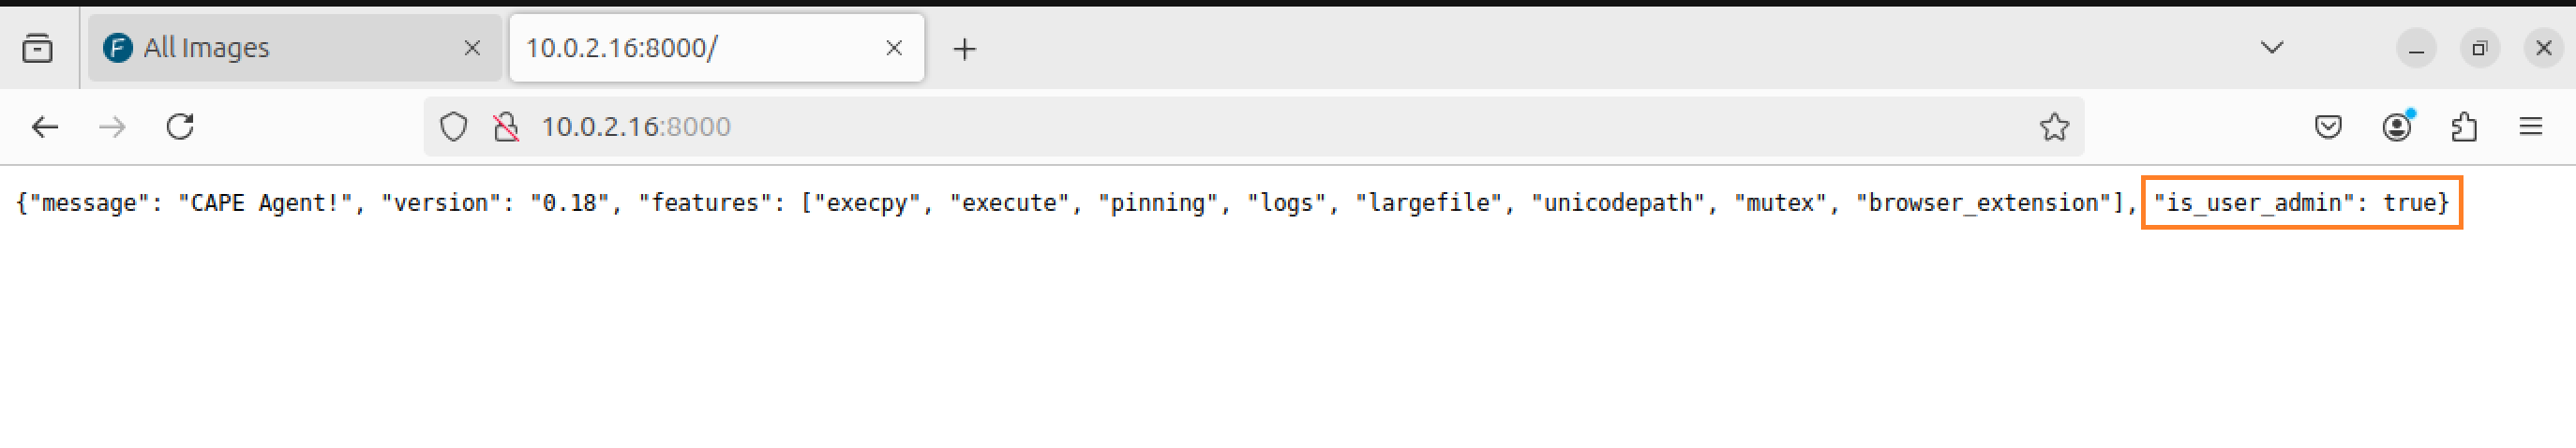 All Images
10.0.2.16:8000/
10.0.2.16:8000
{"message": "CAPE Agent!", "version": "0.18", "features": ["execpy", "execute", "pinning", "logs", "largefile", "unicodepath", "mutex", "browser_extension"], "is_user_admin": true}